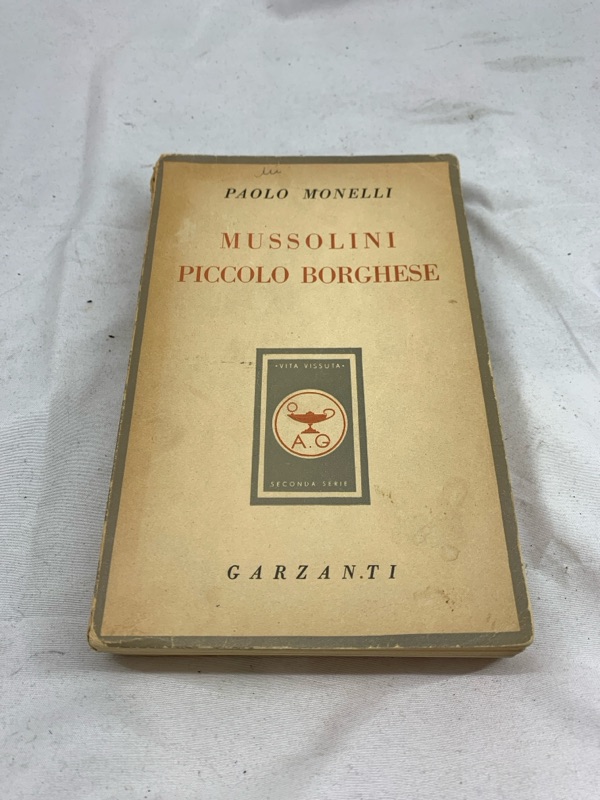 PAOLO MONELLI
MUSSOLINI
PICCOLO BORGHESE
·VITA VISSUTA·
A.G
SECONDA SERIE
GARZANTI